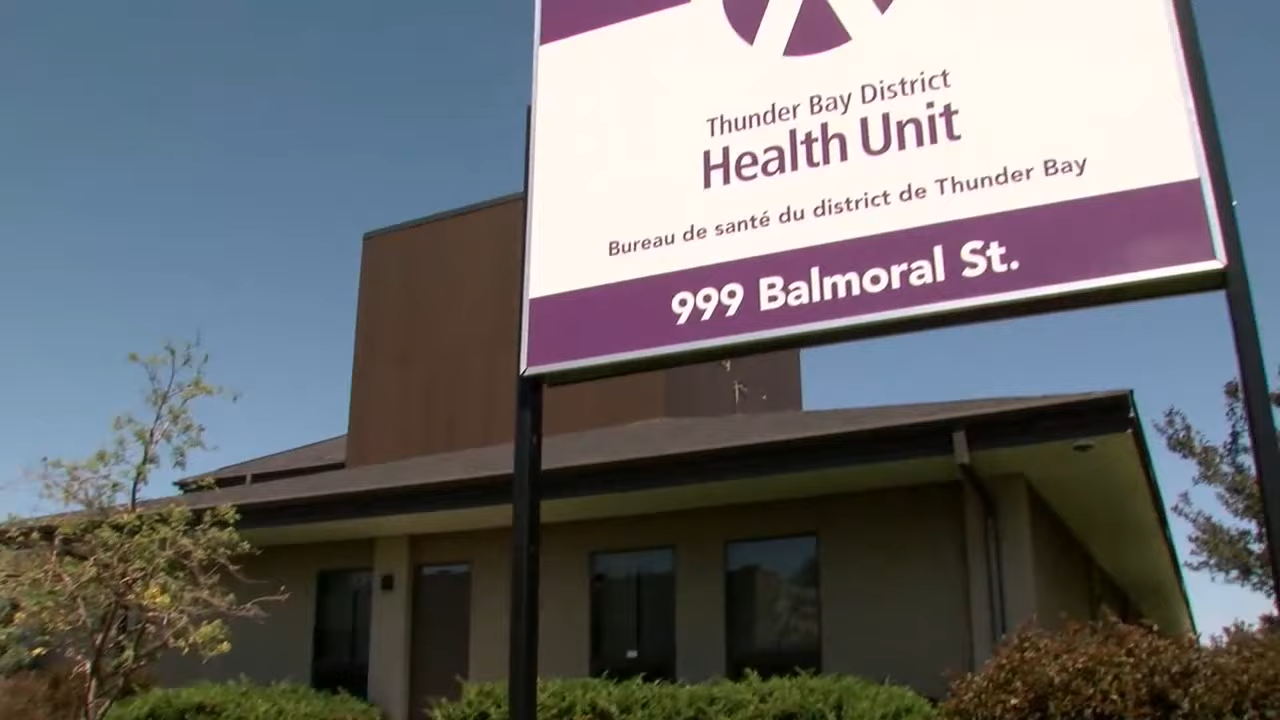 Thunder Bay District
Health Unit
Bureau de santé du district de Thunder Bay
999 Balmoral St.